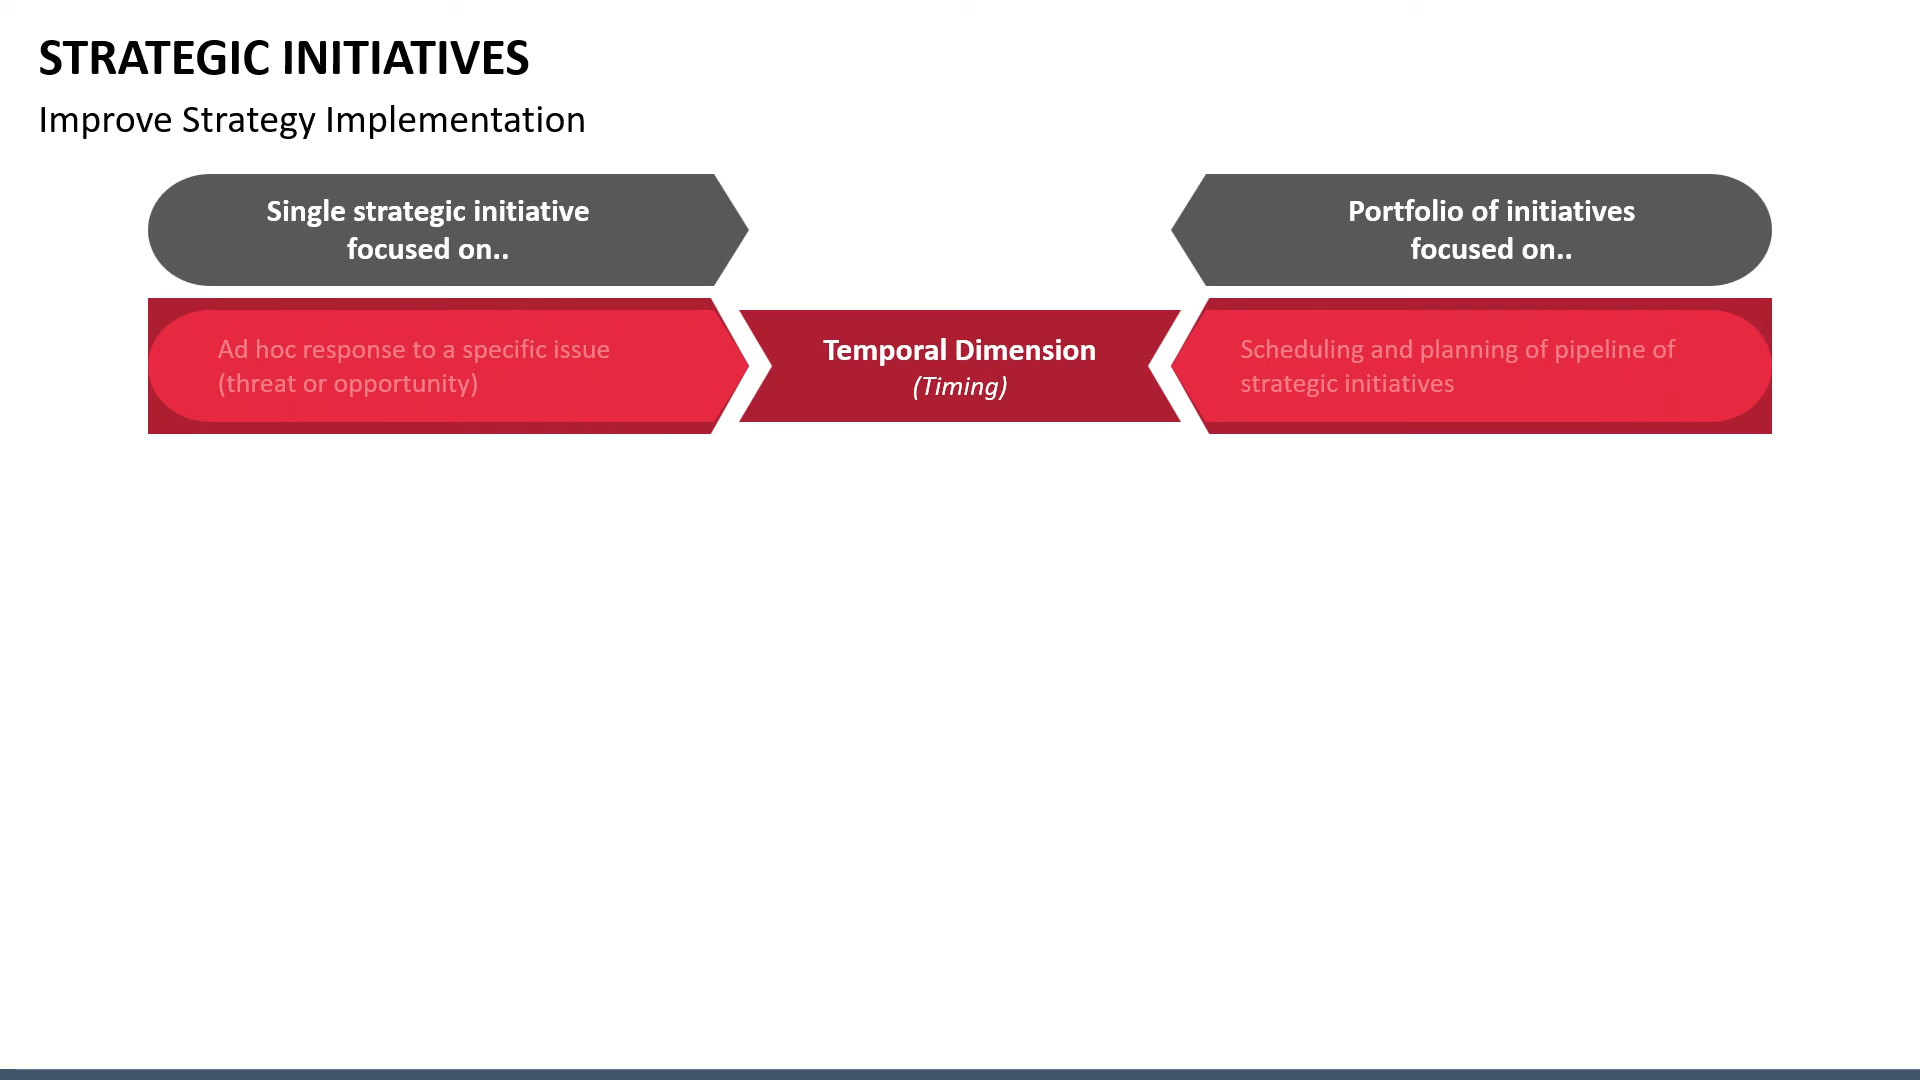 STRATEGIC INITIATIVES
Improve Strategy Implementation
Single strategic initiative
focused on..
Portfolio of initiatives
focused on..
Ad hoc response to a specific issue
(threat or opportunity)
Temporal Dimension
(Timing)
Scheduling and planning of pipeline of
strategic initiatives